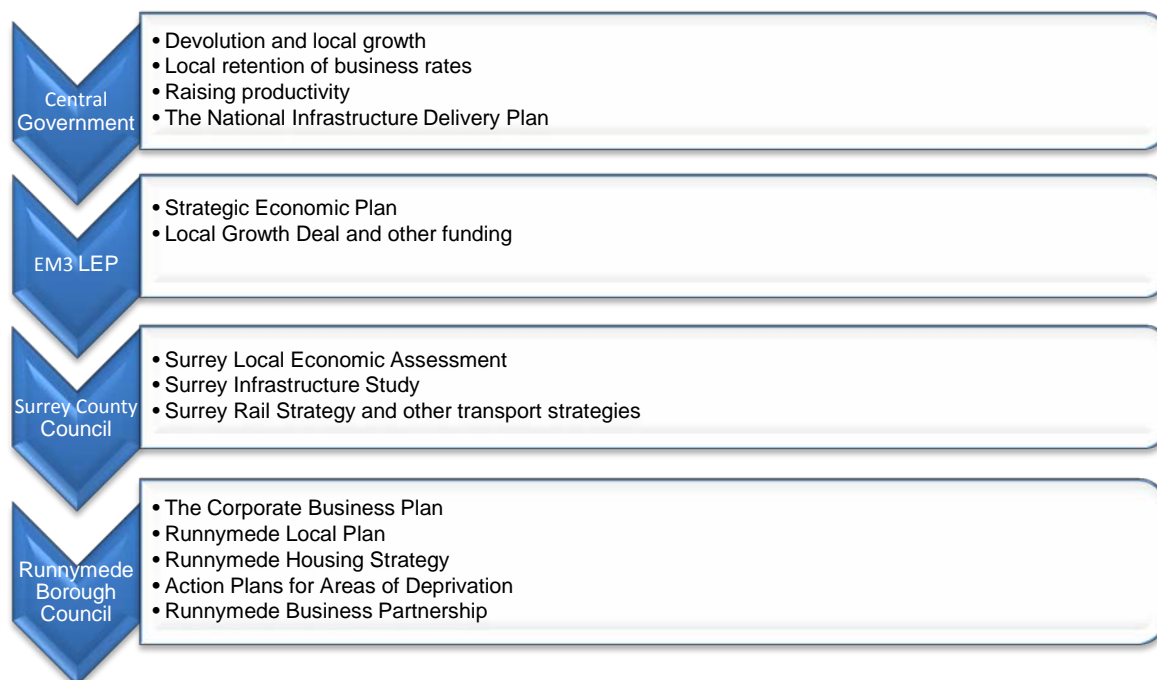 Central
Government
• Devolution and local growth
• Local retention of business rates
• Raising productivity
• The National Infrastructure Delivery Plan
EM3 LEP
• Strategic Economic Plan
• Local Growth Deal and other funding
Surrey County
Council
• Surrey Local Economic Assessment
• Surrey Infrastructure Study
• Surrey Rail Strategy and other transport strategies
Runnymede
Borough
Council
• The Corporate Business Plan
• Runnymede Local Plan
• Runnymede Housing Strategy
• Action Plans for Areas of Deprivation
• Runnymede Business Partnership